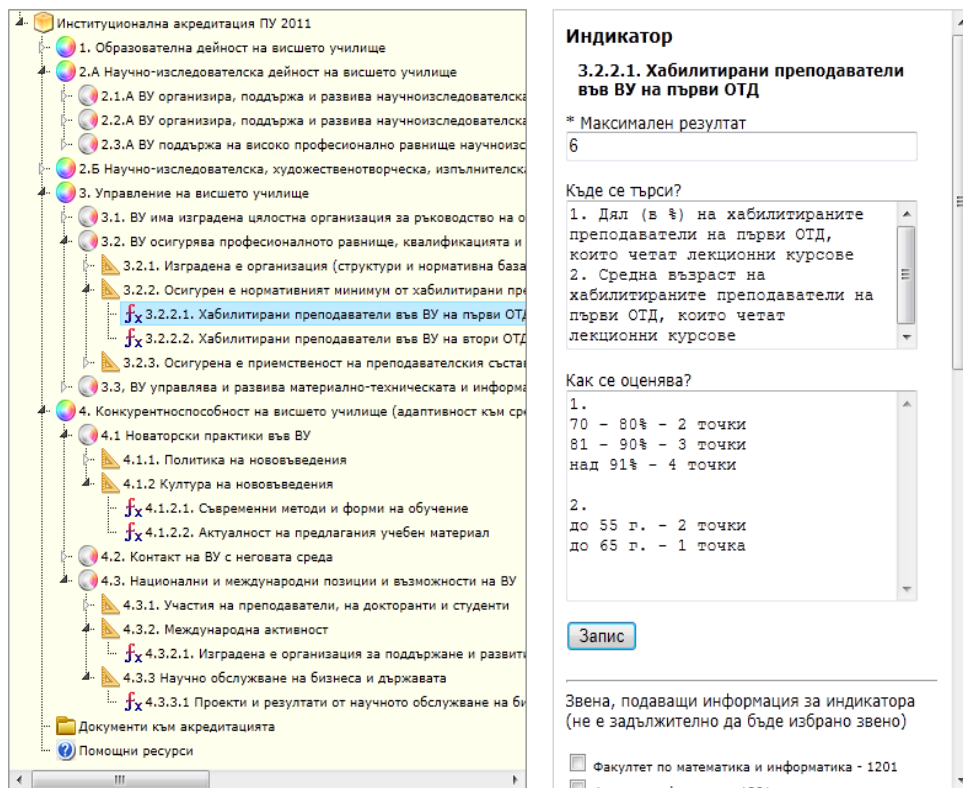 Институционална акредитация ПУ 2011
1. Образователна дейност на висшето училище
2.А Научно-изследователска дейност на висшето училище
2.1.А ВУ организира, поддържа и развива научноизследователска
2.2.А ВУ организира, поддържа и развива научноизследователска
2.3.А ВУ поддържа на високо професионално равнище научноизс
2.Б Научно-изследователска, художественотворческа, изпълнителска
3. Управление на висшето училище
3.1. ВУ има изградена цялостна организация за ръководство на о
3.2. ВУ осигурява професионалното равнище, квалификацията и
3.2.1. Изградена е организация (структури и нормативна база
3.2.2. Осигурен е нормативният минимум от хабилитирани пре
3.2.2.1. Хабилитирани преподаватели във ВУ на първи ОТД
3.2.2.2. Хабилитирани преподаватели във ВУ на втори ОТД
3.2.3. Осигурена е приемственост на преподавателския състав
3.3, ВУ управлява и развива материално-техническата и информа
4. Конкурентноспособност на висшето училище (адаптивност към сре
4.1 Новаторски практики във ВУ
4.1.1. Политика на нововъведения
4.1.2 Култура на нововъведения
4.1.2.1. Съвременни методи и форми на обучение
4.1.2.2. Актуалност на предлагания учебен материал
4.2. Контакт на ВУ с неговата среда
4.3. Национални и международни позиции и възможности на ВУ
4.3.1. Участия на преподаватели, на докторанти и студенти
4.3.2. Международна активност
4.3.2.1. Изградена е организация за поддържане и развити
4.3.3 Научно обслужване на бизнеса и държавата
4.3.3.1 Проекти и резултати от научното обслужване на би
Документи към акредитацията
Помощни ресурси
Индикатор
3.2.2.1. Хабилитирани преподаватели
във ВУ на първи ОТД
* Максимален резултат
6
Къде се търси?
1. Дял (в %) на хабилитираните
преподаватели на първи ОТД,
които четат лекционни курсове
2. Средна възраст на
хабилитираните преподаватели на
първи ОТД, които четат
лекционни курсове
Как се оценява?
1.
70 - 80% - 2 точки
81 - 90% - 3 точки
над 91% - 4 точки
2.
до 55 г. - 2 точки
до 65 г. - 1 точка
Запис
Звена, подаващи информация за индикатора
(не е задължително да бъде избрано звено)
Факултет по математика и информатика - 1201